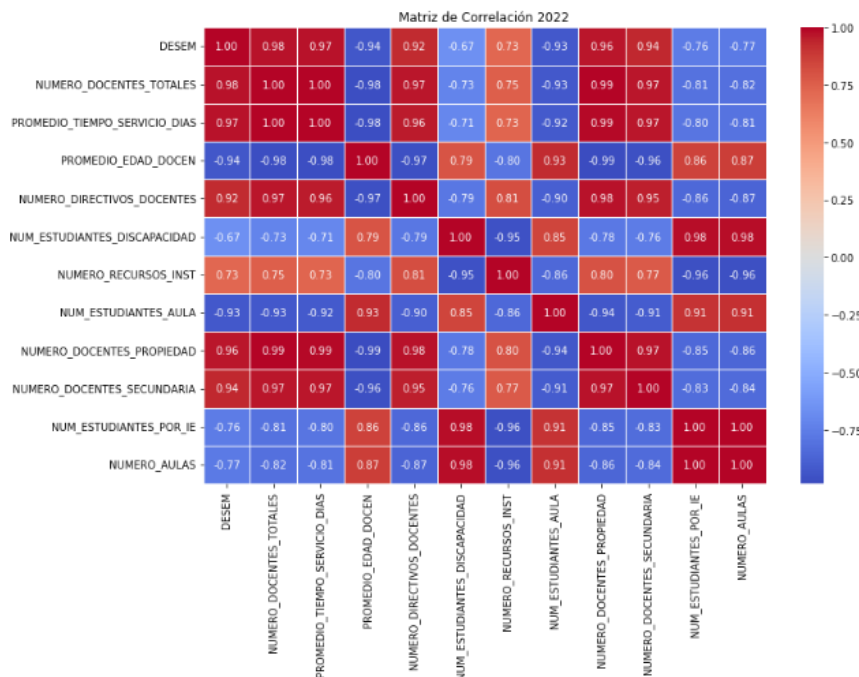 Matriz de Correlación 2022
DESEM 1.00 0.98 0.97 -0.94 0.92 -0.67 0.73 -0.93 0.96 0.94 -0.76 -0.77
NUMERO_DOCENTES_TOTALES 0.98 1.00 1.00 -0.98 0.97 -0.73 0.75 -0.93 0.99 0.97 -0.81 -0.82
PROMEDIO_TIEMPO_SERVICIO_DIAS 0.97 1.00 1.00 -0.98 0.96 -0.71 0.73 -0.92 0.99 0.97 -0.80 -0.81
PROMEDIO_EDAD_DOCEN -0.94 -0.98 -0.98 1.00 -0.97 0.79 -0.80 0.93 -0.99 -0.96 0.86 0.87
NUMERO_DIRECTIVOS_DOCENTES 0.92 0.97 0.96 -0.97 1.00 -0.79 0.81 -0.90 0.98 0.95 -0.86 -0.87
NUM_ESTUDIANTES_DISCAPACIDAD -0.67 -0.73 -0.71 0.79 -0.79 1.00 -0.95 0.85 -0.78 -0.76 0.98 0.98
NUMERO_RECURSOS_INST 0.73 0.75 0.73 -0.80 0.81 -0.95 1.00 -0.86 0.80 0.77 -0.96 -0.96
NUM_ESTUDIANTES_AULA -0.93 -0.93 -0.92 0.93 -0.90 0.85 -0.86 1.00 -0.94 -0.91 0.91 0.91
NUMERO_DOCENTES_PROPIEDAD 0.96 0.99 0.99 -0.99 0.98 -0.78 0.80 -0.94 1.00 0.97 -0.85 -0.86
NUMERO_DOCENTES_SECUNDARIA 0.94 0.97 0.97 -0.96 0.95 -0.76 0.77 -0.91 0.97 1.00 -0.83 -0.84
NUM_ESTUDIANTES_POR_IE -0.76 -0.81 -0.80 0.86 -0.86 0.98 -0.96 0.91 -0.85 -0.83 1.00 1.00
NUMERO_AULAS -0.77 -0.82 -0.81 0.87 -0.87 0.98 -0.96 0.91 -0.86 -0.84 1.00 1.00
DESEM
NUMERO_DOCENTES_TOTALES
PROMEDIO_TIEMPO_SERVICIO_DIAS
PROMEDIO_EDAD_DOCEN
NUMERO_DIRECTIVOS_DOCENTES
NUM_ESTUDIANTES_DISCAPACIDAD
NUMERO_RECURSOS_INST
NUM_ESTUDIANTES_AULA
NUMERO_DOCENTES_PROPIEDAD
NUMERO_DOCENTES_SECUNDARIA
NUM_ESTUDIANTES_POR_IE
NUMERO_AULAS
1.00
0.75
0.50
0.25
0.00
-0.25
-0.50
-0.75